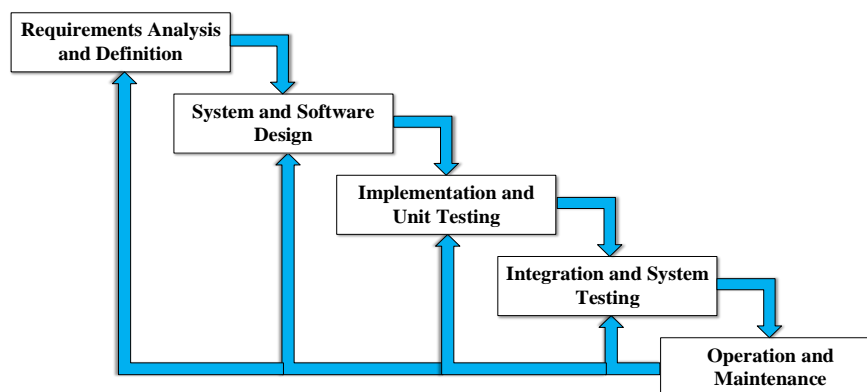 Requirements Analysis
and Definition
System and Software
Design
Implementation and
Unit Testing
Integration and System
Testing
Operation and
Maintenance